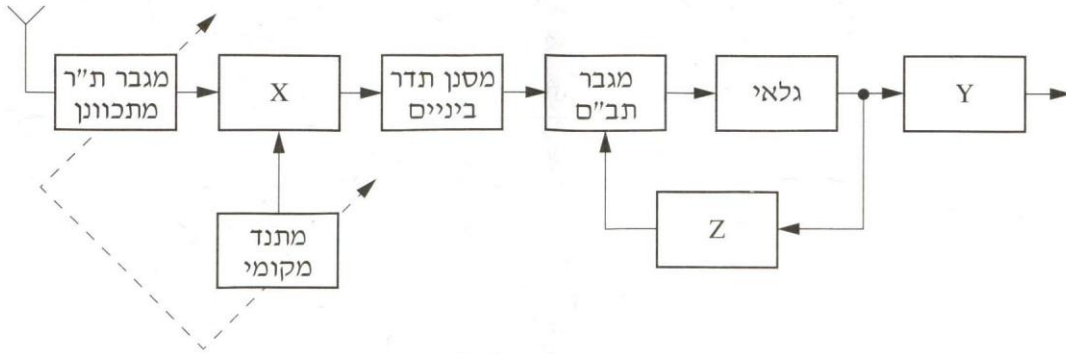 מגבר ת"ר
מתכוונן
X
מסנן תדר
ביניים
מגבר
תב"ם
גלאי
Y
מתנד
מקומי
Z